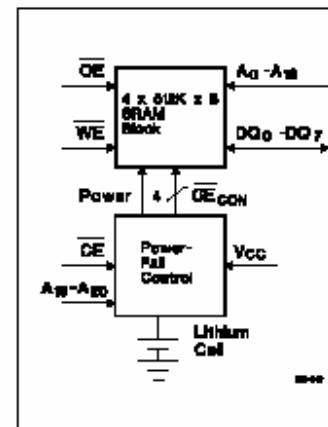 OE
A0 -A18
4 x 512K x 8
SRAM
Block
WE
DQ0 -DQ7
Power
4
CECON
CE
Power-
Fail
Control
VCC
A19-A20
Lithium
Cell